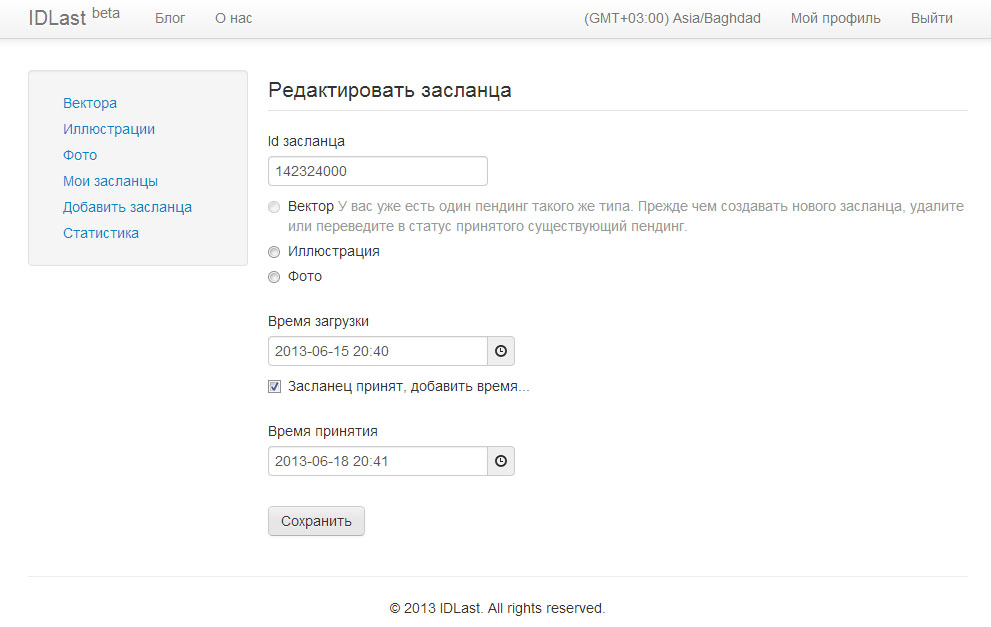 IDLast beta Блог О нас (GMT+03:00) Asia/Baghdad Мой профиль Выйти
Вектора
Иллюстрации
Фото
Мои засланцы
Добавить засланца
Статистика
Редактировать засланца
Id засланца
142324000
Вектор У вас уже есть один пендинг такого же типа. Прежде чем создавать нового засланца, удалите
или переведите в статус принятого существующий пендинг.
Иллюстрация
Фото
Время загрузки
2013-06-15 20:40
Засланец принят, добавить время...
Время принятия
2013-06-18 20:41
Сохранить
© 2013 IDLast. All rights reserved.